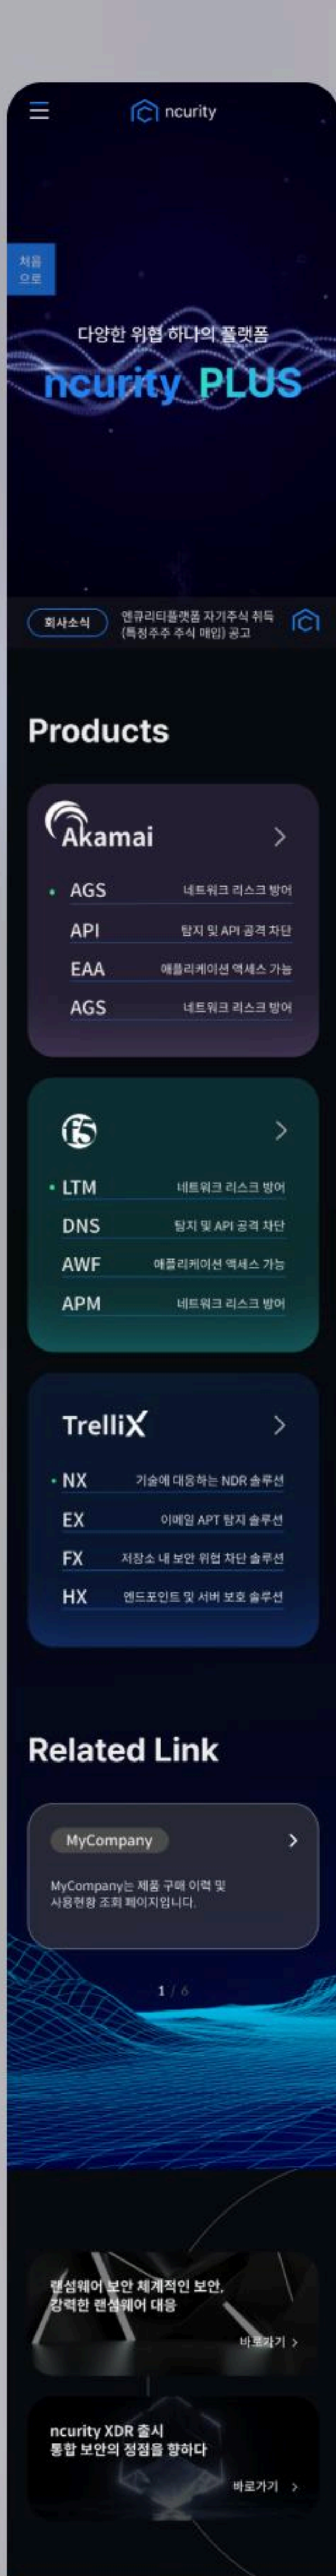 ncurity
처음
으로
다양한 위협 하나의 플랫폼
ncurity PLUS
회사소식
엔큐리티플랫폼 자기주식 취득
(특정주주 주식 매입) 공고
Products
Akamai
AGS 네트워크 리스크 방어
API 탐지 및 API 공격 차단
EAA 애플리케이션 액세스 가능
AGS 네트워크 리스크 방어
f5
LTM 네트워크 리스크 방어
DNS 탐지 및 API 공격 차단
AWF 애플리케이션 액세스 가능
APM 네트워크 리스크 방어
TrelliX
NX 기술에 대응하는 NDR 솔루션
EX 이메일 APT 탐지 솔루션
FX 저장소 내 보안 위협 차단 솔루션
HX 엔드포인트 및 서버 보호 솔루션
Related Link
MyCompany
MyCompany는 제품 구매 이력 및
사용현황 조회 페이지입니다.
1 / 6
랜섬웨어 보안 체계적인 보안,
강력한 랜섬웨어 대응
바로가기
ncurity XDR 출시
통합 보안의 정점을 향하다
바로가기